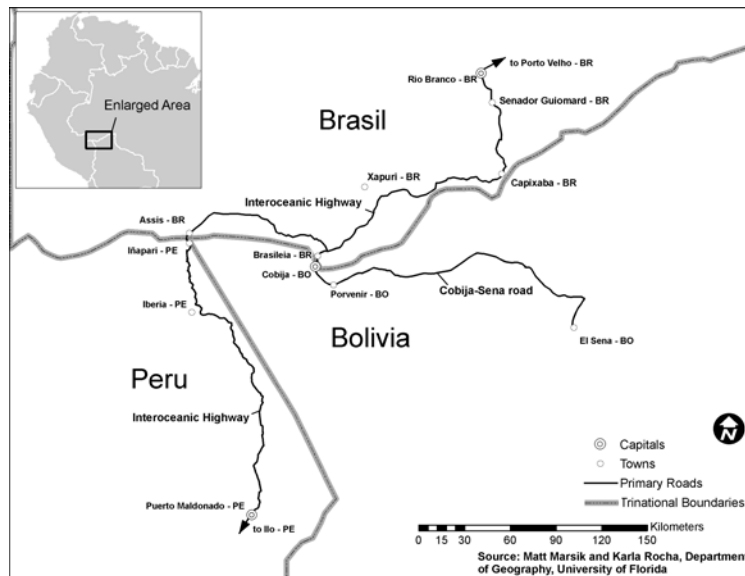 Enlarged Area
to Porto Velho - BR
Rio Branco - BR
Senador Guiomard - BR
Brasil
Xapuri - BR
Capixaba - BR
Interoceanic Highway
Assis - BR
Iñapari - PE
Brasileia - BR
Cobija - BO
Porvenir - BO
Cobija-Sena road
Iberia - PE
Bolivia
El Sena - BO
Peru
Interoceanic Highway
N
Capitals
Towns
Primary Roads
Trinational Boundaries
Puerto Maldonado - PE
to Ilo - PE
Kilometers
0 15 30 60 90 120 150
Source: Matt Marsik and Karla Rocha, Department
of Geography, University of Florida